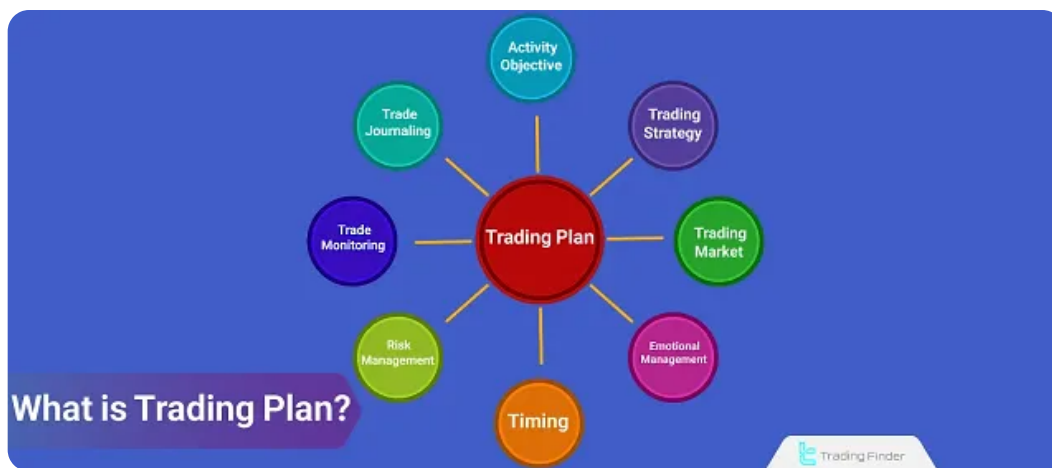 Activity
Objective
Trading
Strategy
Trading
Market
Emotional
Management
Timing
Risk
Management
Trade
Monitoring
Trade
Journaling
Trading Plan
What is Trading Plan?
Trading Finder